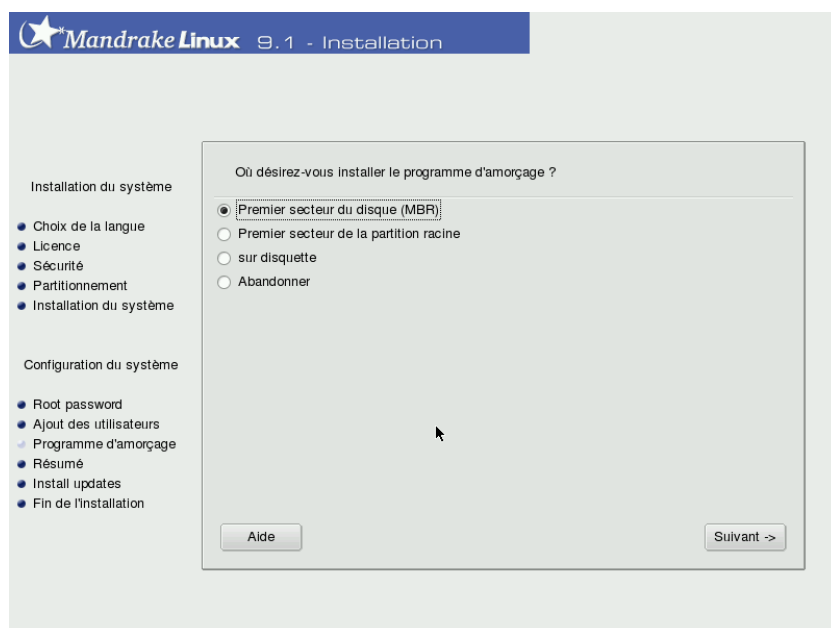 Mandrake Linux 9.1 - Installation
Installation du système
Choix de la langue
Licence
Sécurité
Partitionnement
Installation du système
Configuration du système
Root password
Ajout des utilisateurs
Programme d'amorçage
Résumé
Install updates
Fin de l'installation
Où désirez-vous installer le programme d'amorçage ?
Premier secteur du disque (MBR)
Premier secteur de la partition racine
sur disquette
Abandonner
Aide
Suivant ->